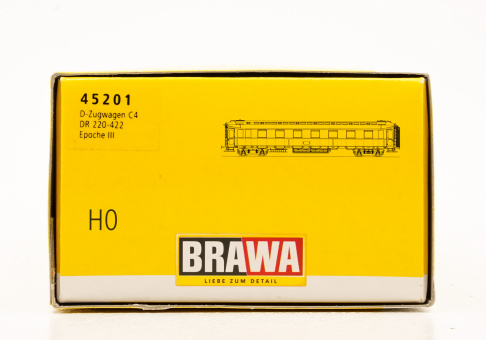 45201
D-Zugwagen C4
DR 220-422
Epoche III
H0
BRAWA
LIEBE ZUM DETAIL